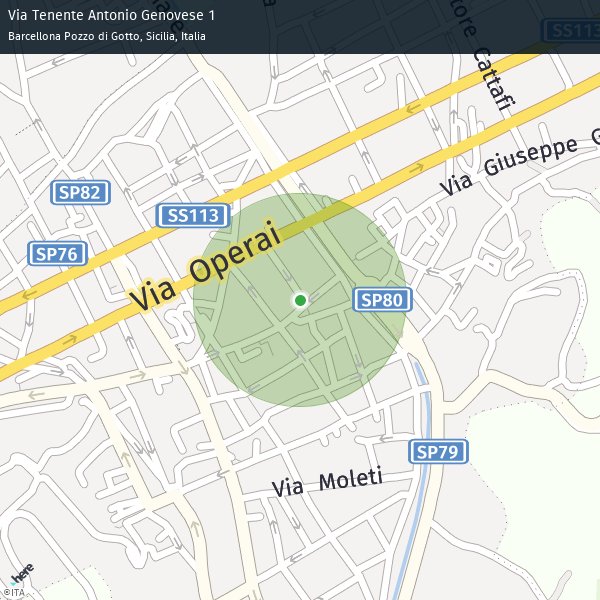 Via Tenente Antonio Genovese 1
Barcellona Pozzo di Gotto, Sicilia, Italia
SS113
tore Cattafi
Via Giuseppe G
SP82
SS113
SP76
Via Operai
SP80
SP79
Via Moleti
here
©ITA